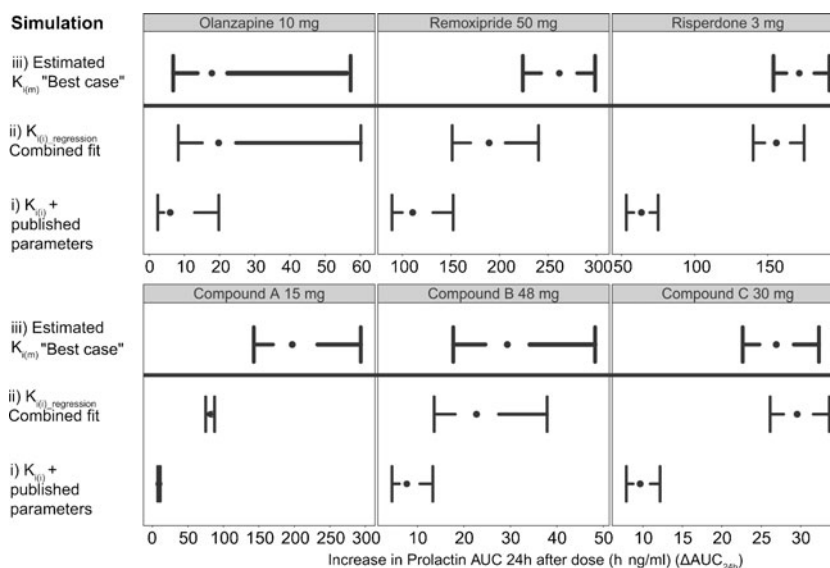 Simulation
Olanzapine 10 mg
Remoxipride 50 mg
Risperdone 3 mg
iii) Estimated
K i(m) "Best case"
ii) K i(i)_regression
Combined fit
i) K i(i) +
published
parameters
0 10 20 30 40 50 60
100 150 200 250 300
50 150
Compound A 15 mg
Compound B 48 mg
Compound C 30 mg
iii) Estimated
K i(m) "Best case"
ii) K i(i)_regression
Combined fit
i) K i(i) +
published
parameters
0 50 100 150 200 250 300
10 20 30 40 50
10 20 30
Increase in Prolactin AUC 24h after dose (h ng/ml) (ΔAUC 24h)